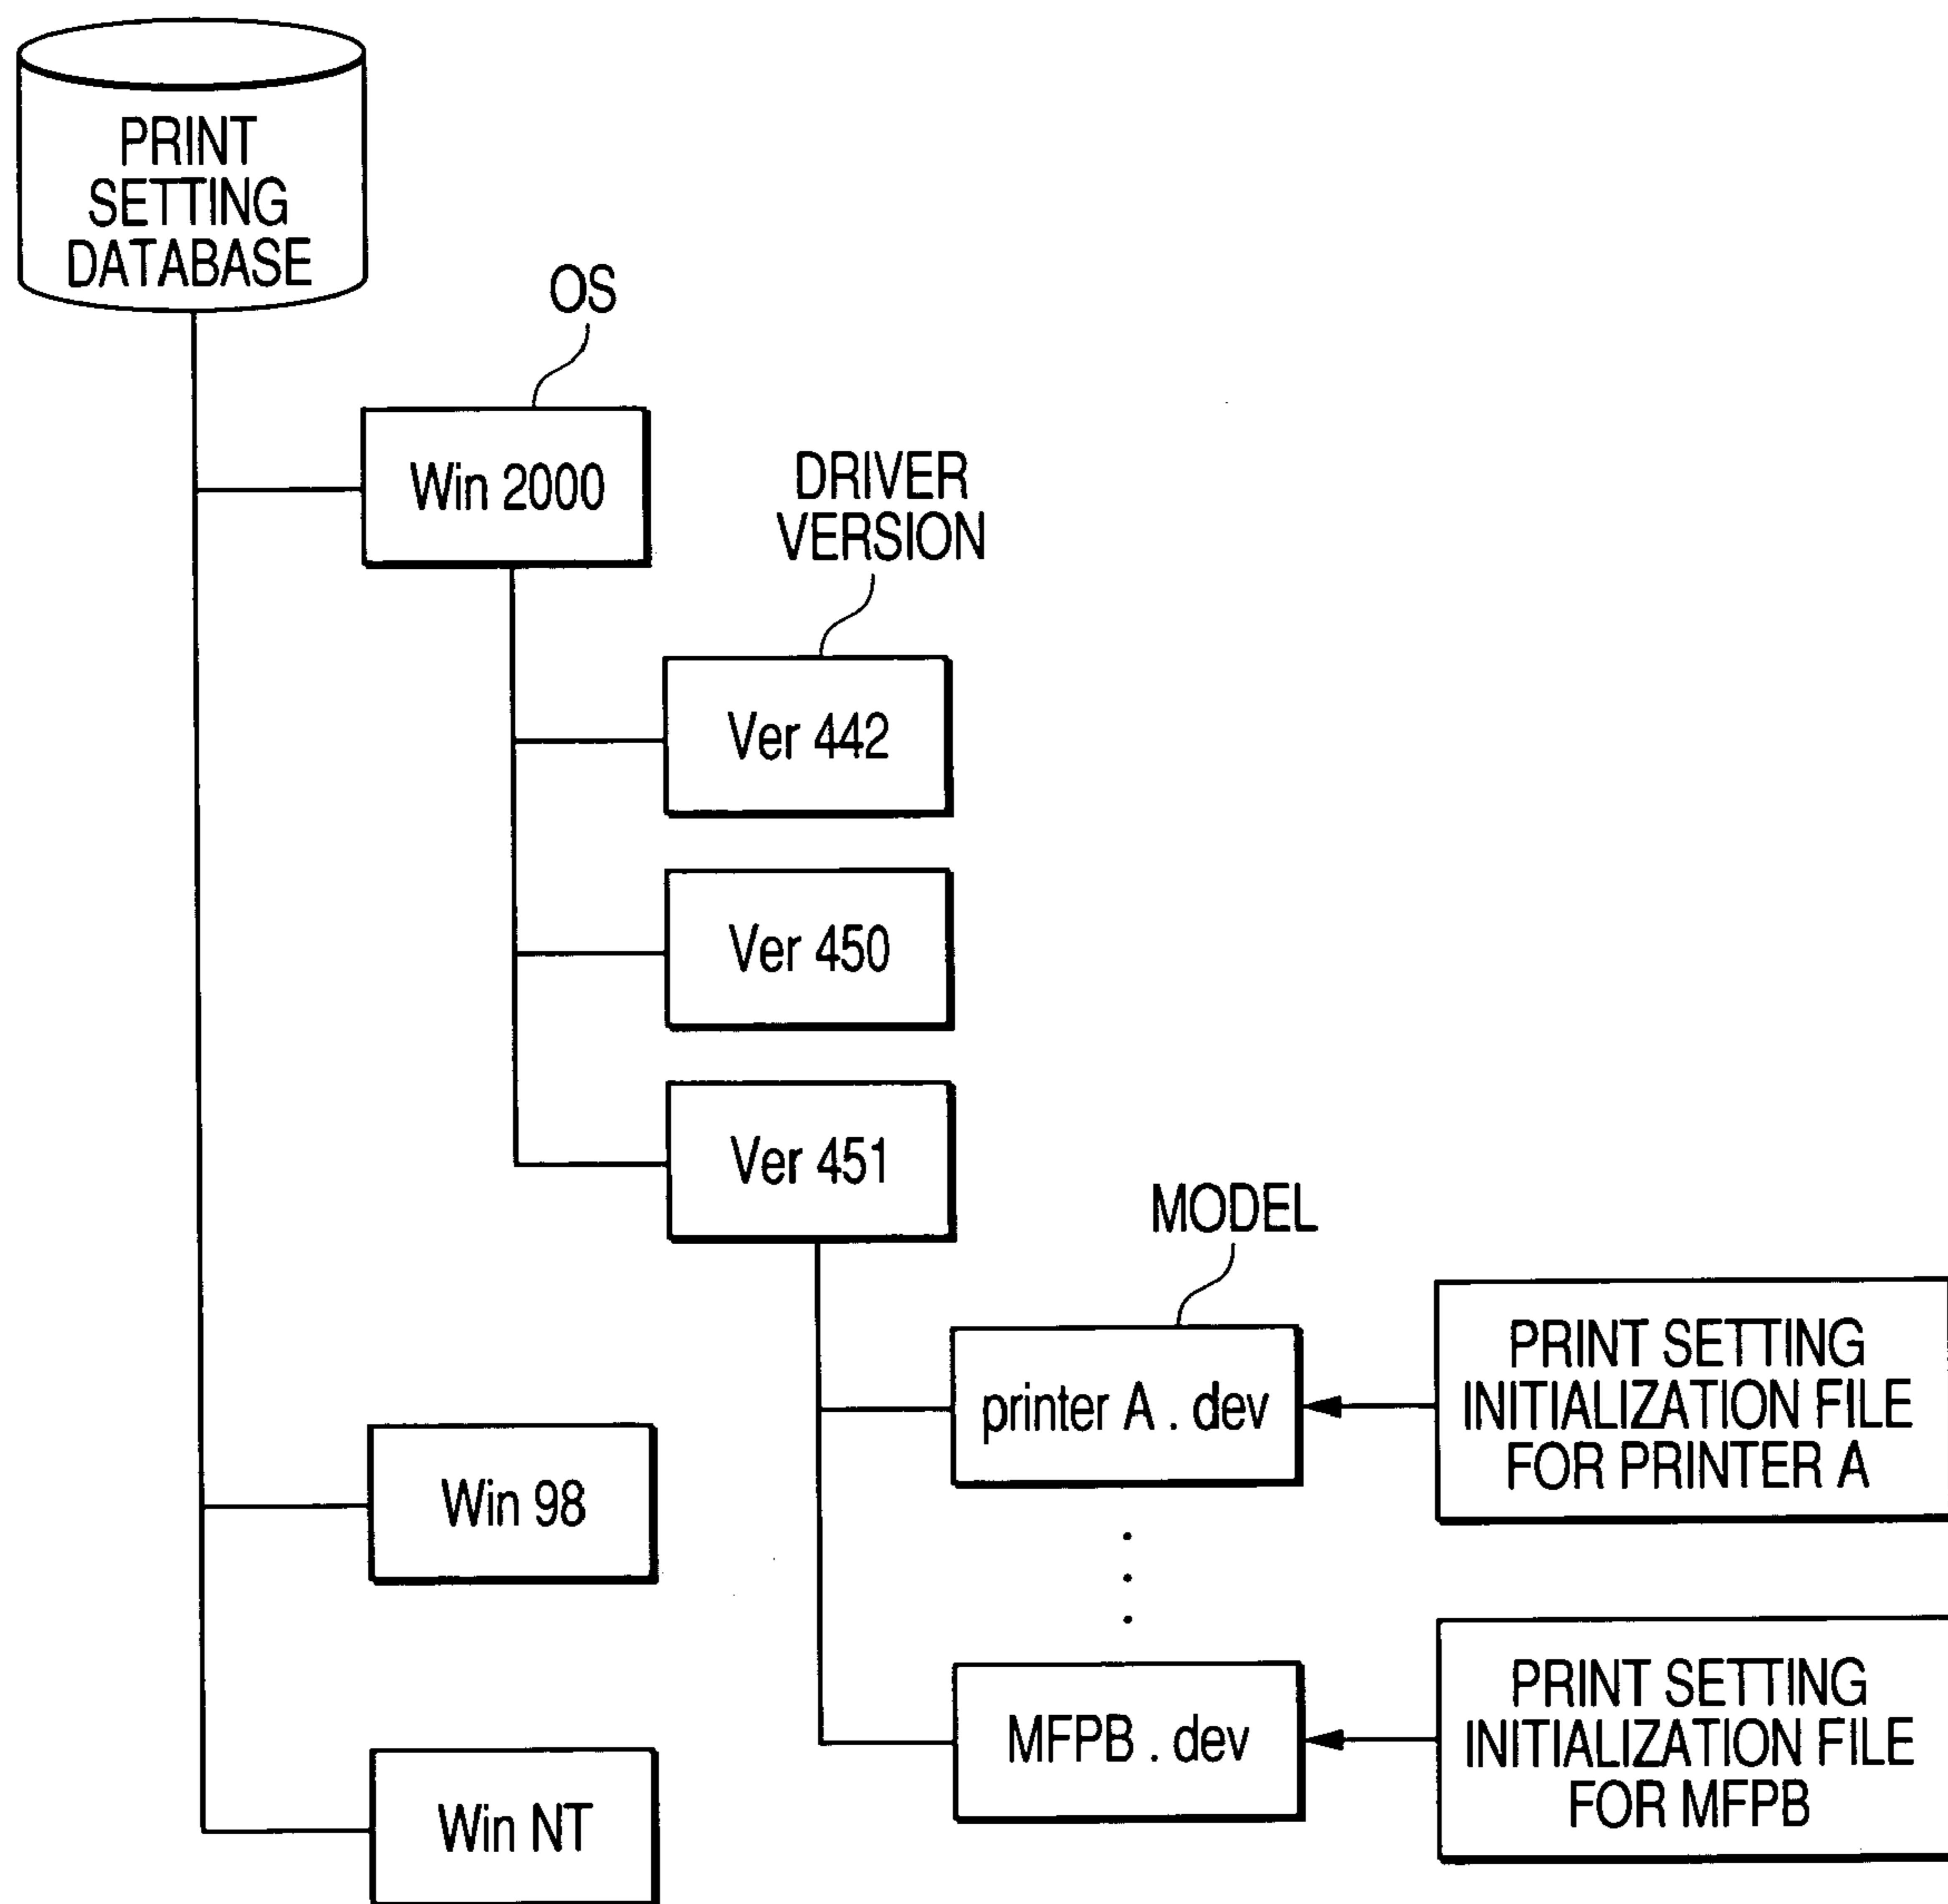 PRINT
SETTING
DATABASE
OS
Win 2000
DRIVER
VERSION
Ver 442
Ver 450
Ver 451
MODEL
printer A . dev
PRINT SETTING
INITIALIZATION FILE
FOR PRINTER A
Win 98
MFPB . dev
PRINT SETTING
INITIALIZATION FILE
FOR MFPB
Win NT